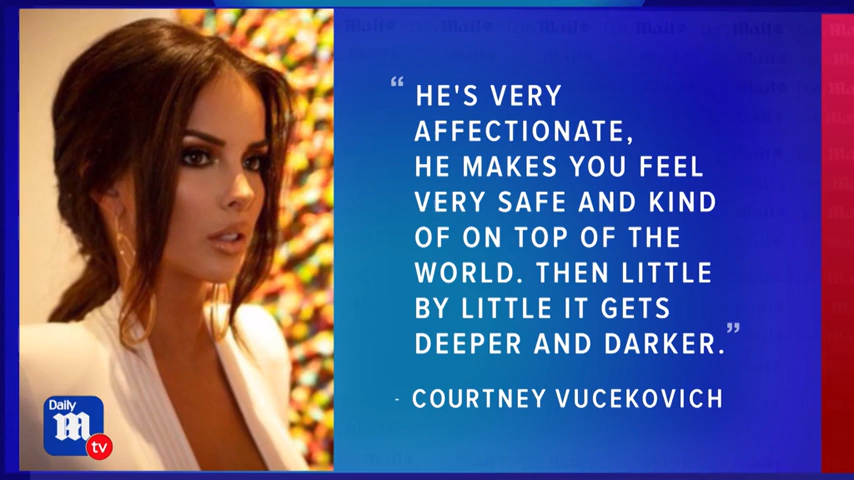 “ HE'S VERY
AFFECTIONATE,
HE MAKES YOU FEEL
VERY SAFE AND KIND
OF ON TOP OF THE
WORLD. THEN LITTLE
BY LITTLE IT GETS
DEEPER AND DARKER.”
- COURTNEY VUCEKOVICH
Daily
M
tv